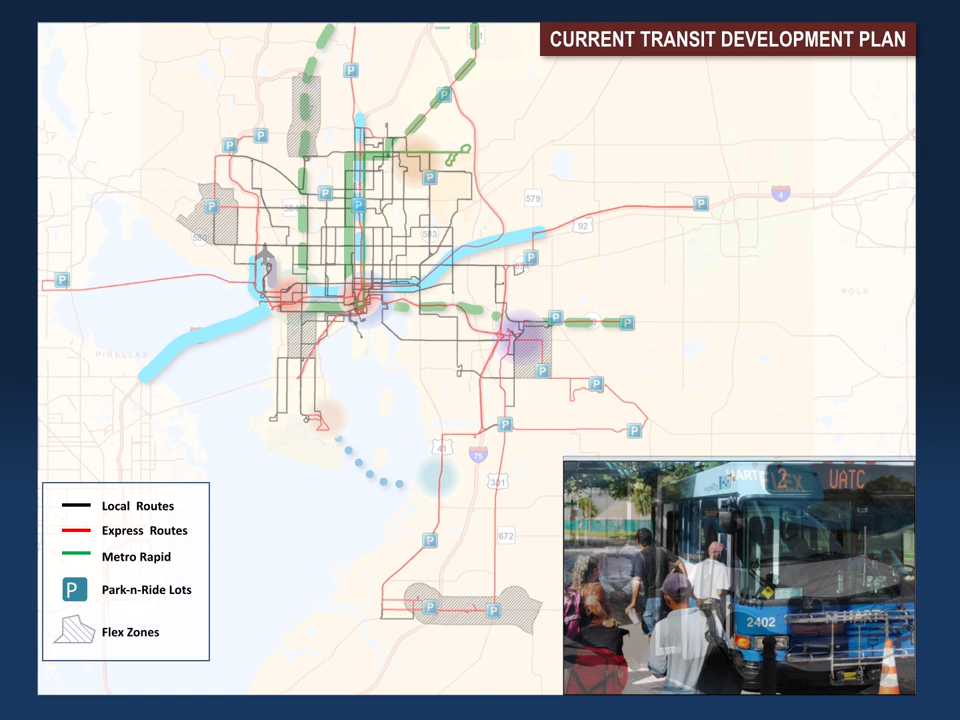 CURRENT TRANSIT DEVELOPMENT PLAN
P
P
P
P
P
P
P
579
4
P
P
P
92
580
583
P
P
POLK
P
P
PINELLAS
P
P
P
P
P
41
75
301
672
P
P
P
Local Routes
Express Routes
Metro Rapid
P Park-n-Ride Lots
Flex Zones
HART
2 X UATC
2402
HART